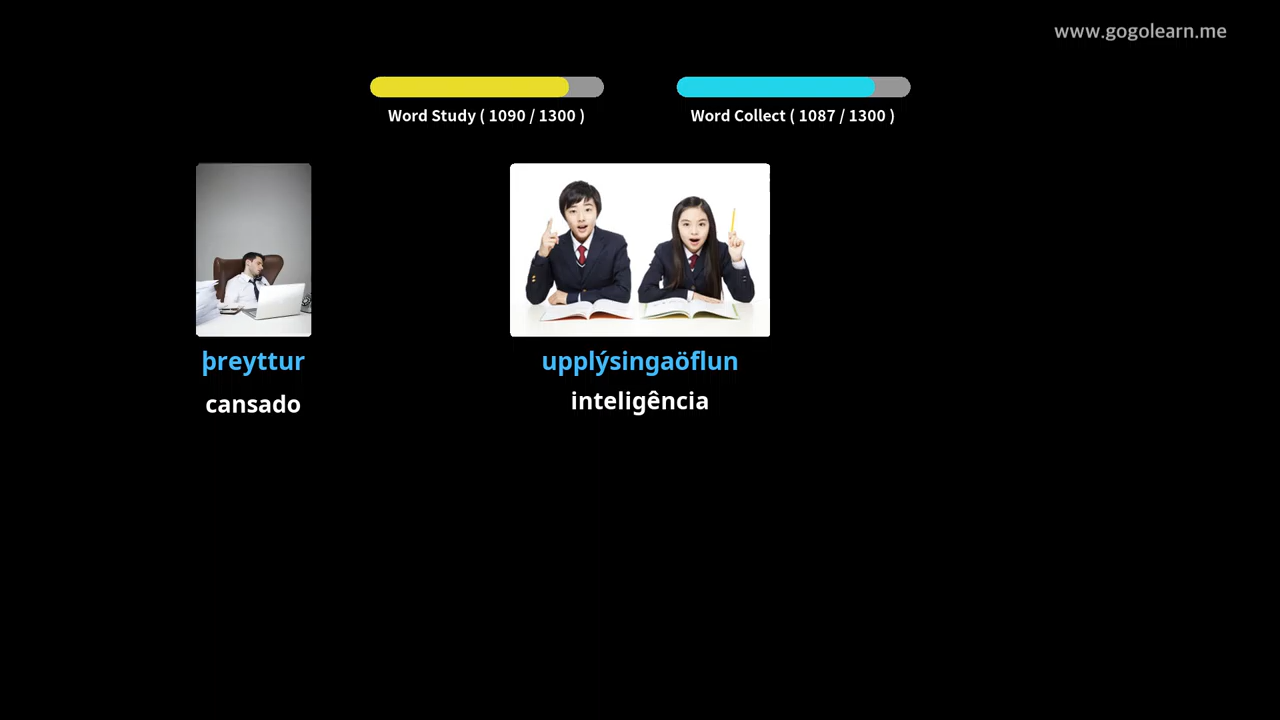 www.gogolearn.me
Word Study ( 1090 / 1300 )
Word Collect ( 1087 / 1300 )
þreyttur
cansado
upplýsingaöflun
inteligência